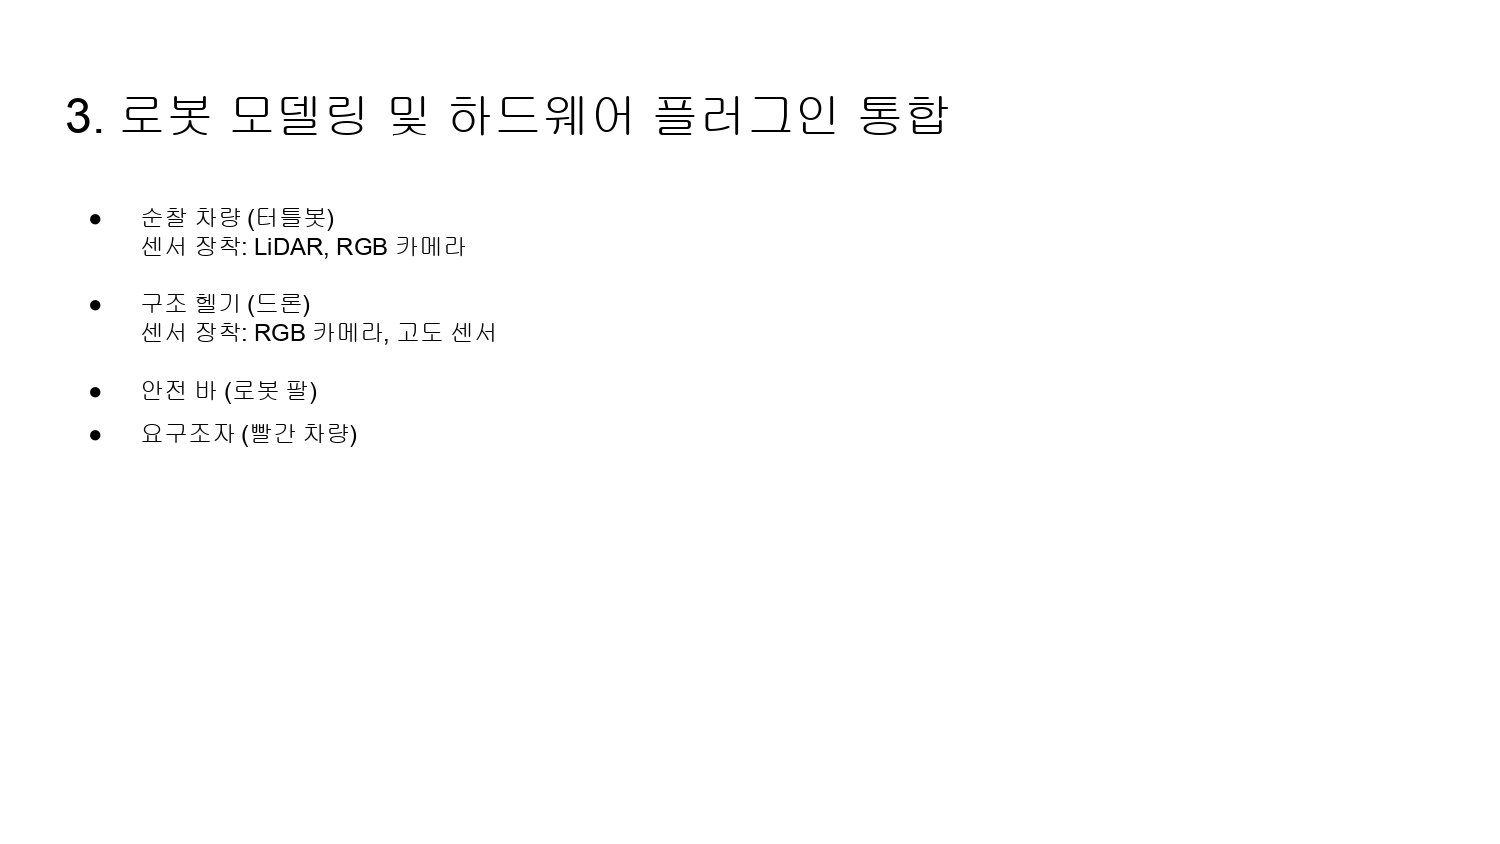 3. 로봇 모델링 및 하드웨어 플러그인 통합
● 순찰 차량 (터틀봇)
센서 장착: LiDAR, RGB 카메라
● 구조 헬기 (드론)
센서 장착: RGB 카메라, 고도 센서
● 안전 바 (로봇 팔)
● 요구조자 (빨간 차량)